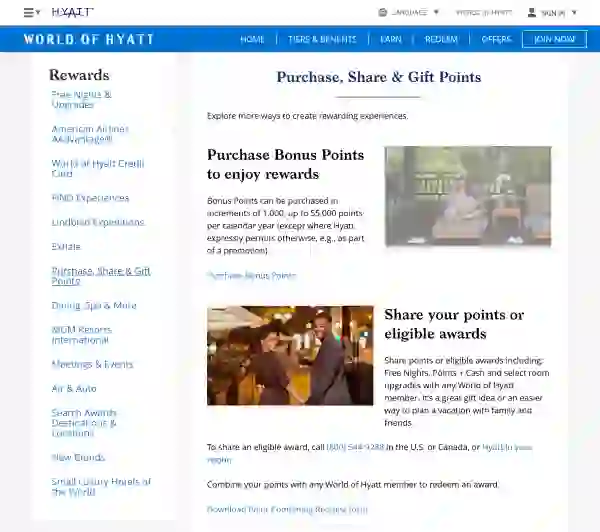 HYATT
LANGUAGE
WORLD OF HYATT
SIGN IN
WORLD OF HYATT
HOME
TIERS & BENEFITS
EARN
REDEEM
OFFERS
JOIN NOW
Rewards
Free Nights &
Upgrades
American Airlines
AAdvantage®
World of Hyatt Credit
Card
FIND Experiences
Lindblad Expeditions
Exhale
Purchase, Share & Gift
Points
Dining, Spa & More
MGM Resorts
International
Meetings & Events
Air & Auto
Search Awards
Destinations &
Locations
New Brands
Small Luxury Hotels of
the World
Purchase, Share & Gift Points
Explore more ways to create rewarding experiences.
Purchase Bonus Points
to enjoy rewards
Bonus Points can be purchased in
increments of 1,000, up to 55,000 points
per calendar year (except where Hyatt
expressly permits otherwise, e.g., as part
of a promotion)
Purchase Bonus Points
Share your points or
eligible awards
Share points or eligible awards including:
Free Nights, Points + Cash and select room
upgrades with any World of Hyatt
member. It's a great gift idea or an easier
way to plan a vacation with family and
friends
To share an eligible award, call (800) 544-9288 in the U.S. or Canada, or Hyatt in your
region
Combine your points with any World of Hyatt member to redeem an award.
Download Point Combining Request form